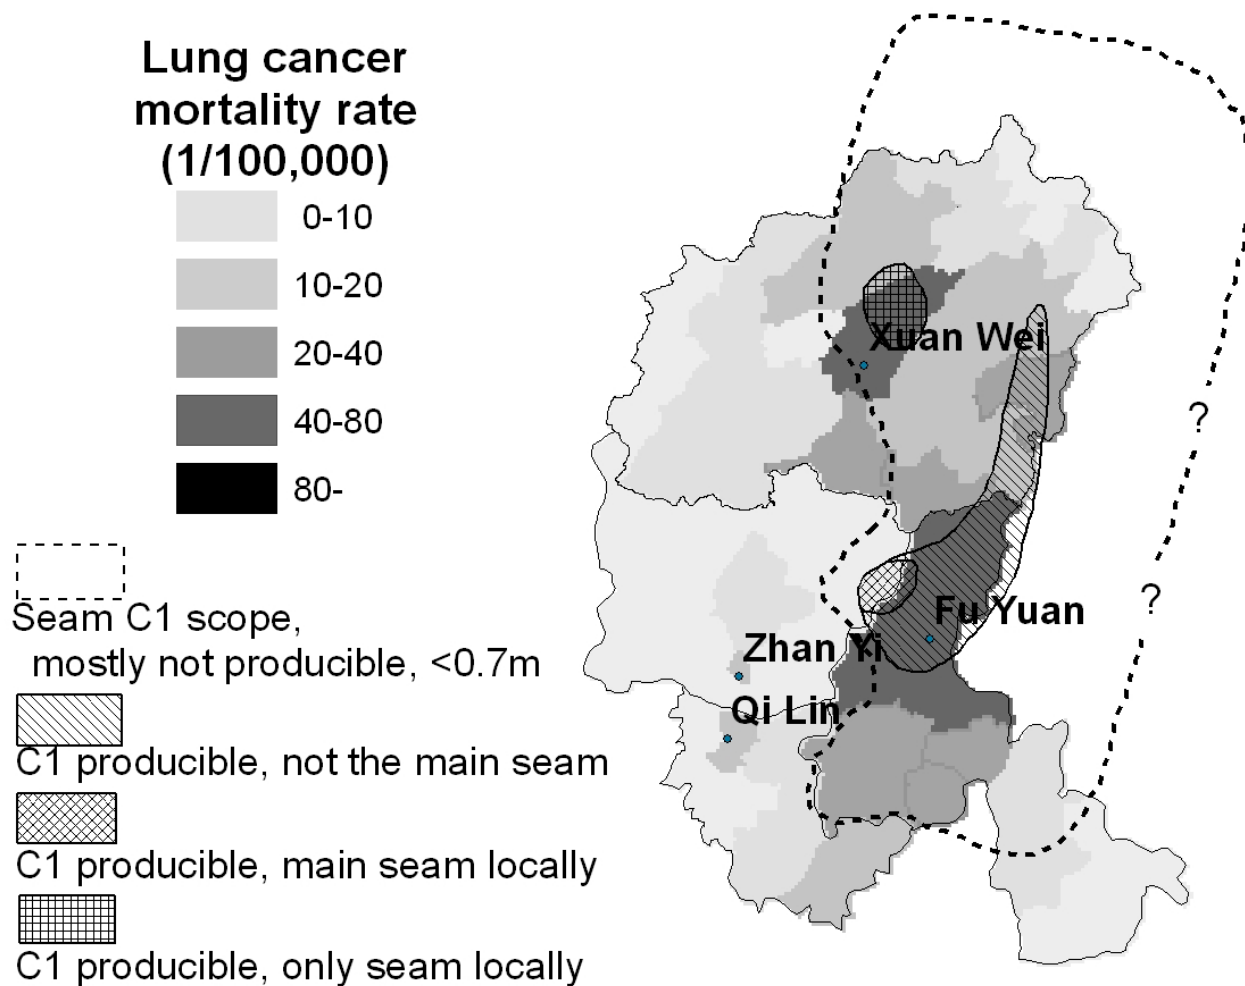 Lung cancer
mortality rate
(1/100,000)
0-10
10-20
20-40
40-80
80-
Seam C1 scope,
mostly not producible, <0.7m
C1 producible, not the main seam
C1 producible, main seam locally
C1 producible, only seam locally
Xuan Wei
?
?
Fu Yuan
Zhan Yi
Qi Lin